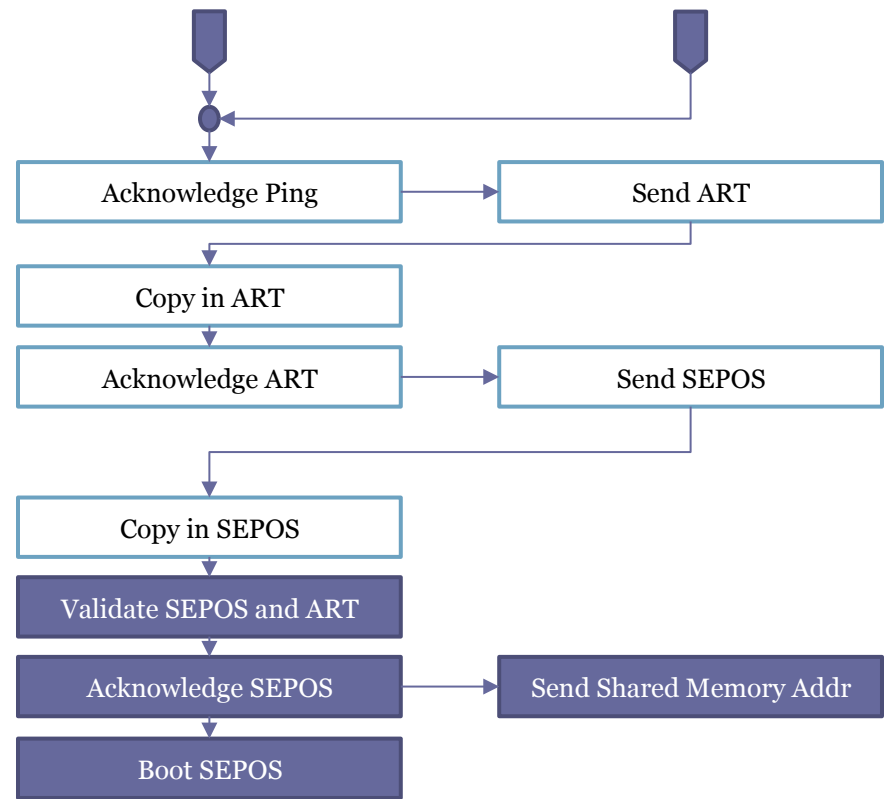 Acknowledge Ping
Send ART
Copy in ART
Acknowledge ART
Send SEPOS
Copy in SEPOS
Validate SEPOS and ART
Acknowledge SEPOS
Send Shared Memory Addr
Boot SEPOS